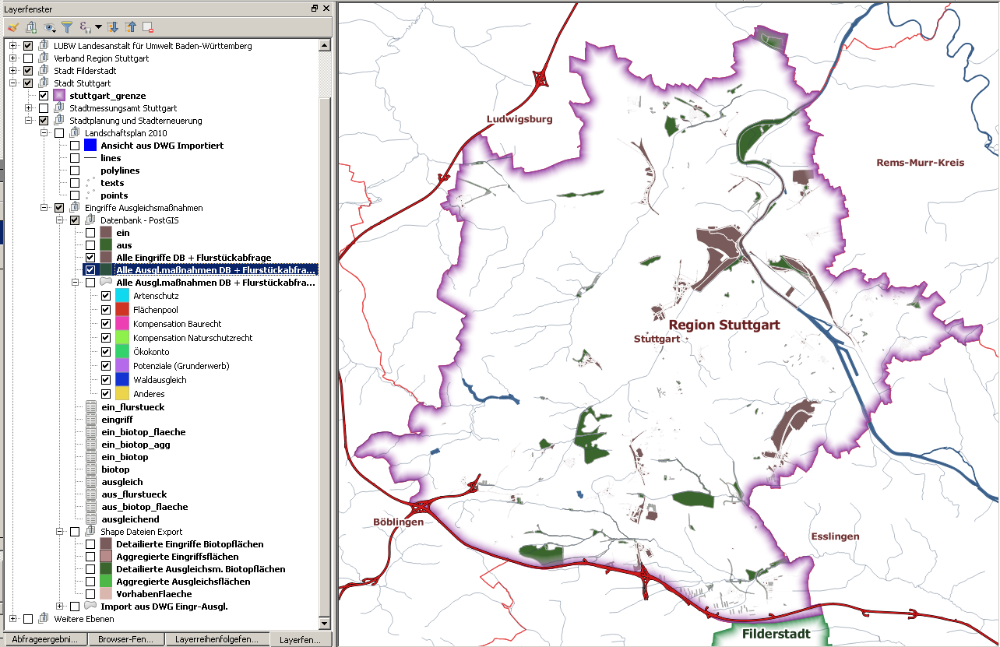 Layerfenster
LUBW Landesanstalt für Umwelt Baden-Württemberg
Verband Region Stuttgart
Stadt Filderstadt
Stadt Stuttgart
stuttgart_grenze
Stadtmessungsamt Stuttgart
Stadtplanung und Stadterneuerung
Landschaftsplan 2010
Ansicht aus DWG Importiert
lines
polylines
texts
points
Eingriffe Ausgleichsmaßnahmen
Datenbank - PostGIS
ein
aus
Alle Eingriffe DB + Flurstückabfrage
Alle Ausgl.maßnahmen DB + Flurstückabfra...
Alle Ausgl.maßnahmen DB + Flurstückabfra...
Artenschutz
Flächenpool
Kompensation Baurecht
Kompensation Naturschutzrecht
Ökokonto
Potenziale (Grunderwerb)
Waldausgleich
Anderes
ein_flurstueck
eingriff
ein_biotop_flaeche
ein_biotop_agg
ein_biotop
biotop
ausgleich
aus_flurstueck
aus_biotop_flaeche
ausgleichend
Shape Dateien Export
Detailierte Eingriffe Biotopflächen
Aggregierte Eingriffsflächen
Detailierte Ausgleichsm. Biotopflächen
Aggregierte Ausgleichsflächen
VorhabenFlaeche
Import aus DWG Eingr-Ausgl.
Weitere Ebenen
Abfrageergebni...
Browser-Fen...
Layerreihenfolgefen...
Layerfen...
Ludwigsburg
Rems-Murr-Kreis
Region Stuttgart
Stuttgart
Böblingen
Esslingen
Filderstadt